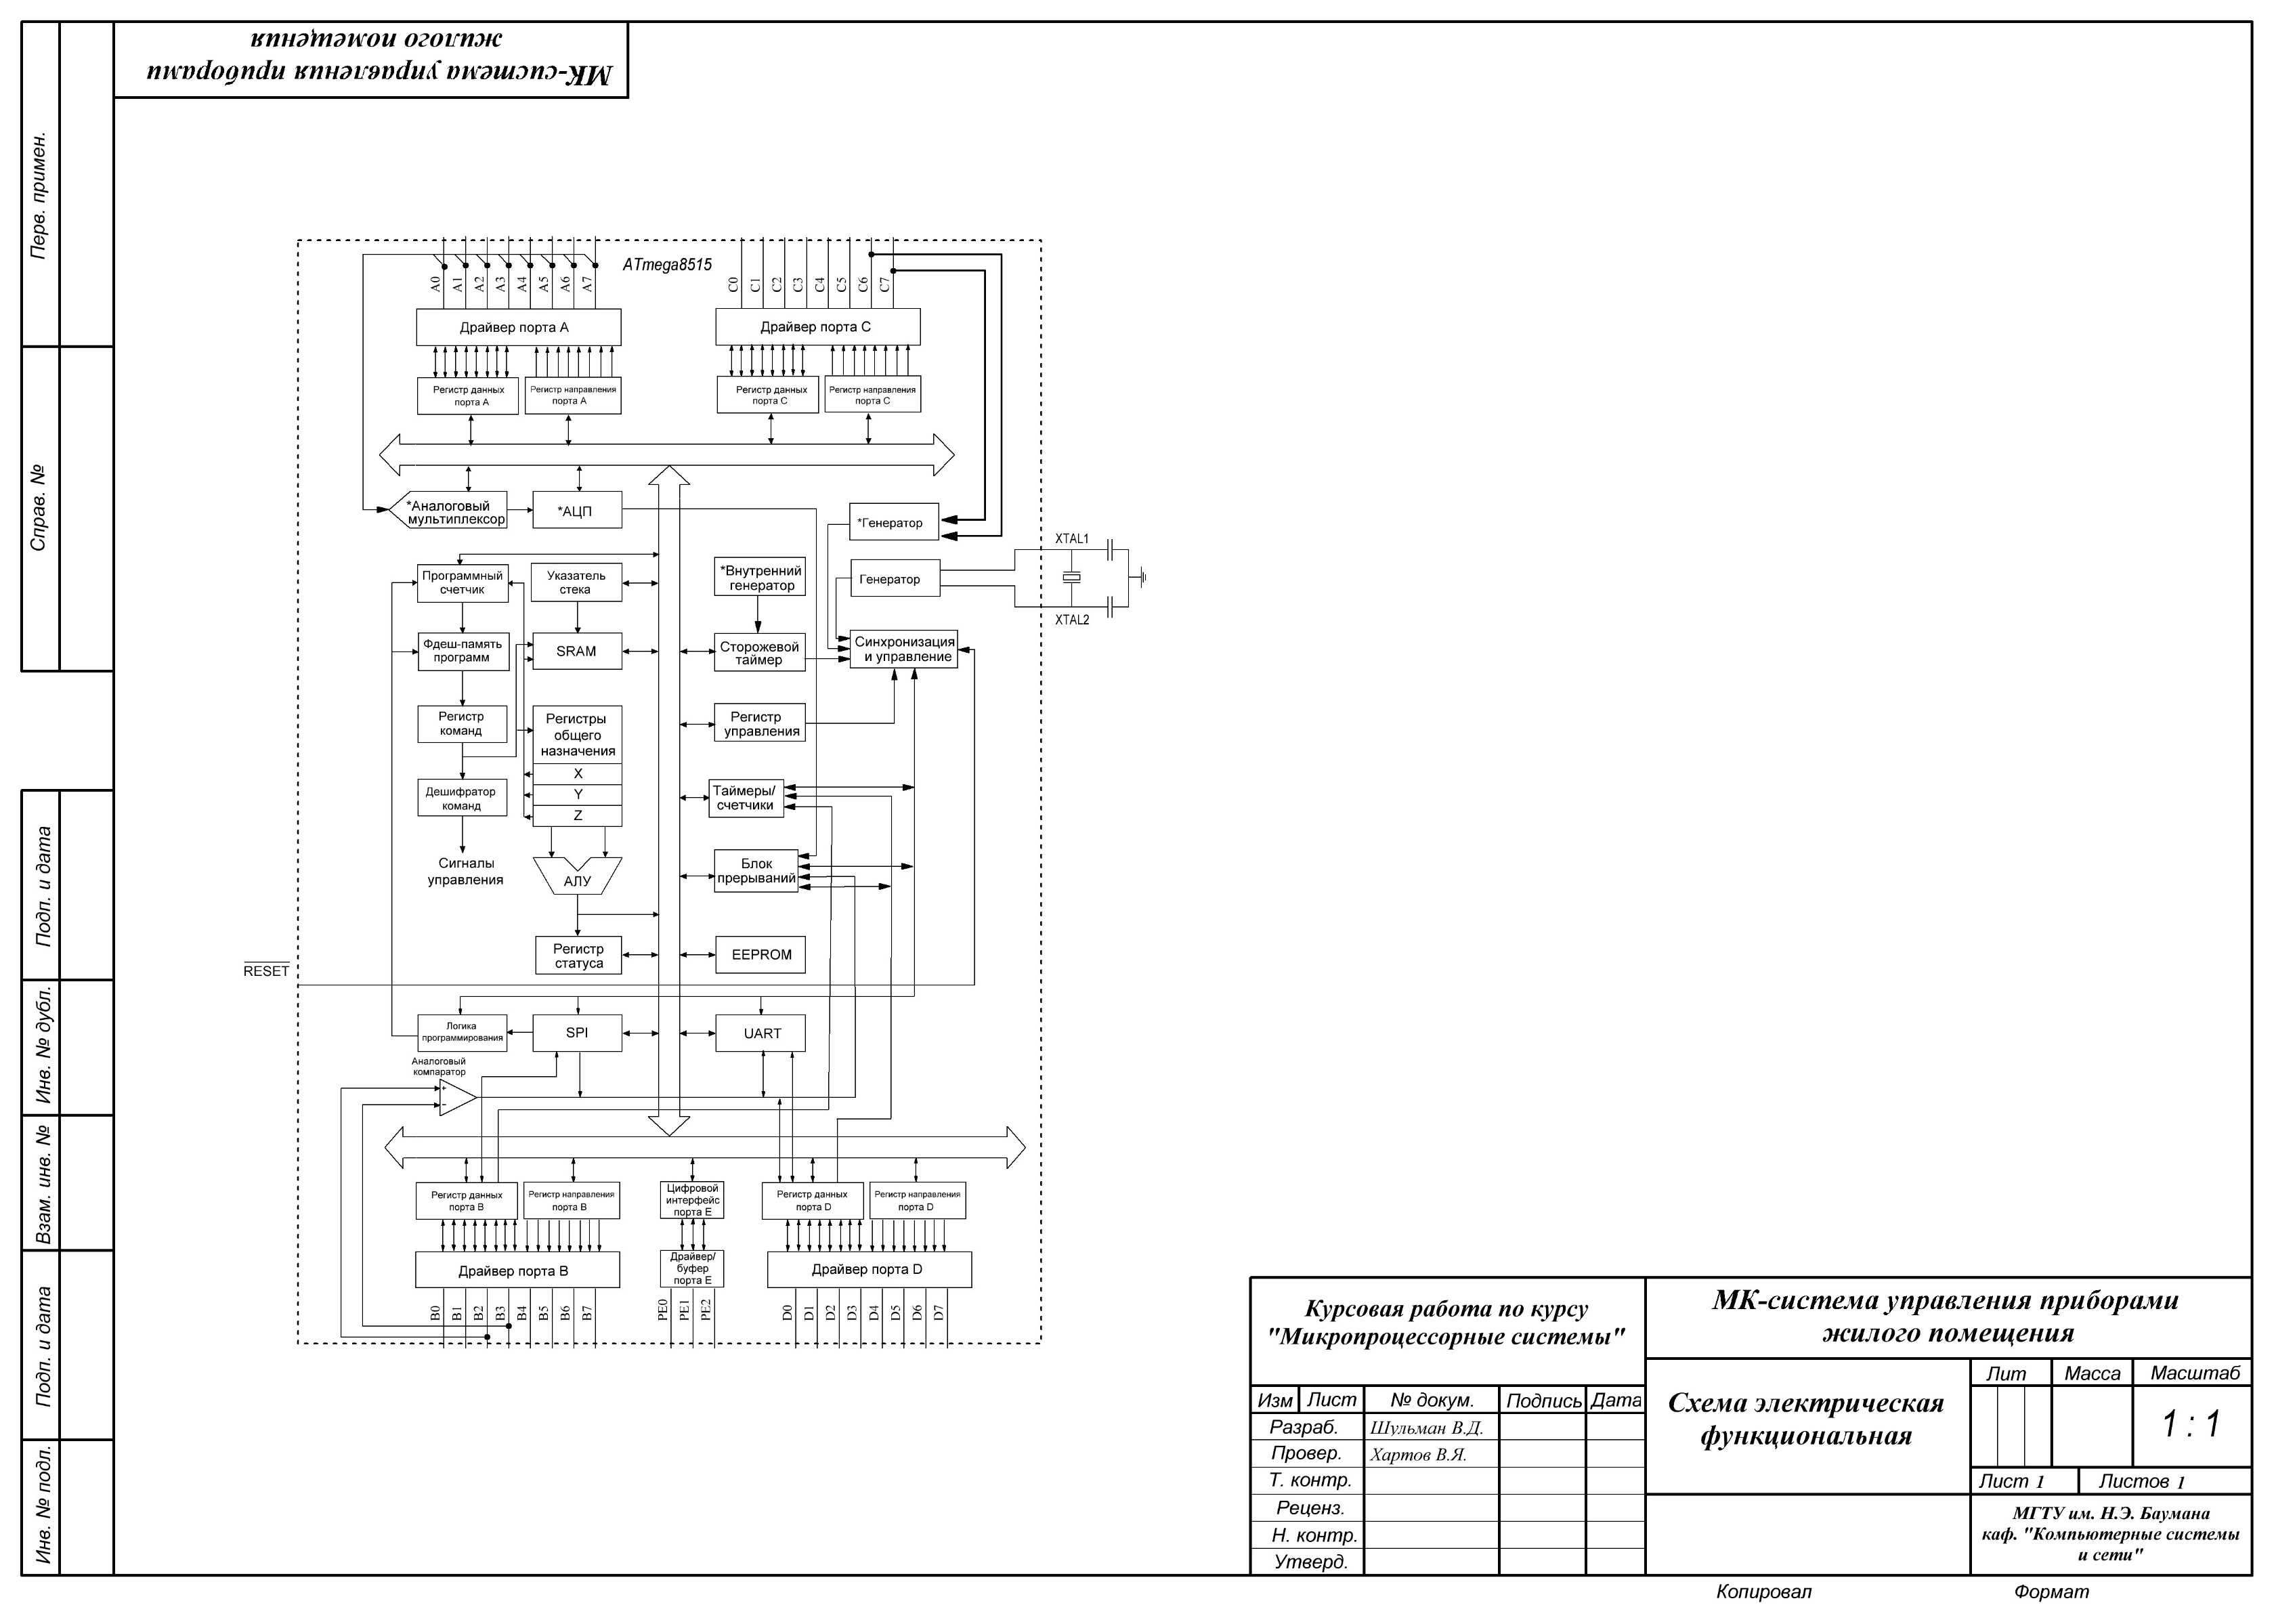 МК-система управления приборами
жилого помещения
Перв. примен.
Справ. №
Подп. и дата
Инв. № дубл.
Взам. инв. №
Подп. и дата
Инв. № подл.
ATmega8515
A0
A1
A2
A3
A4
A5
A6
A7
C0
C1
C2
C3
C4
C5
C6
C7
Драйвер порта A
Драйвер порта C
Регистр данных
порта A
Регистр направления
порта A
Регистр данных
порта C
Регистр направления
порта C
*Аналоговый
мультиплексор
*АЦП
*Генератор
XTAL1
Программный
счетчик
Указатель
стека
*Внутренний
генератор
Генератор
XTAL2
Фдеш-память
программ
SRAM
Сторожевой
таймер
Синхронизация
и управление
Регистр
команд
Регистры
общего
назначения
X
Y
Z
Регистр
управления
Дешифратор
команд
Таймеры/
счетчики
Сигналы
управления
АЛУ
Блок
прерываний
Регистр
статуса
EEPROM
RESET
Логика
программирования
SPI
UART
Аналоговый
компаратор
+
−
Регистр данных
порта B
Регистр направления
порта B
Цифровой
интерфейс
порта E
Регистр данных
порта D
Регистр направления
порта D
Драйвер порта B
Драйвер/
буфер
порта E
Драйвер порта D
B0
B1
B2
B3
B4
B5
B6
B7
PE0
PE1
PE2
D0
D1
D2
D3
D4
D5
D6
D7
Курсовая работа по курсу
"Микропроцессорные системы"
МК-система управления приборами
жилого помещения
Изм Лист № докум. Подпись Дата
Разраб. Шульман В.Д.
Провер. Хартов В.Я.
Т. контр.
Реценз.
Н. контр.
Утверд.
Схема электрическая
функциональная
Лит Масса Масштаб
1 : 1
Лист 1 Листов 1
МГТУ им. Н.Э. Баумана
каф. "Компьютерные системы
и сети"
Копировал Формат